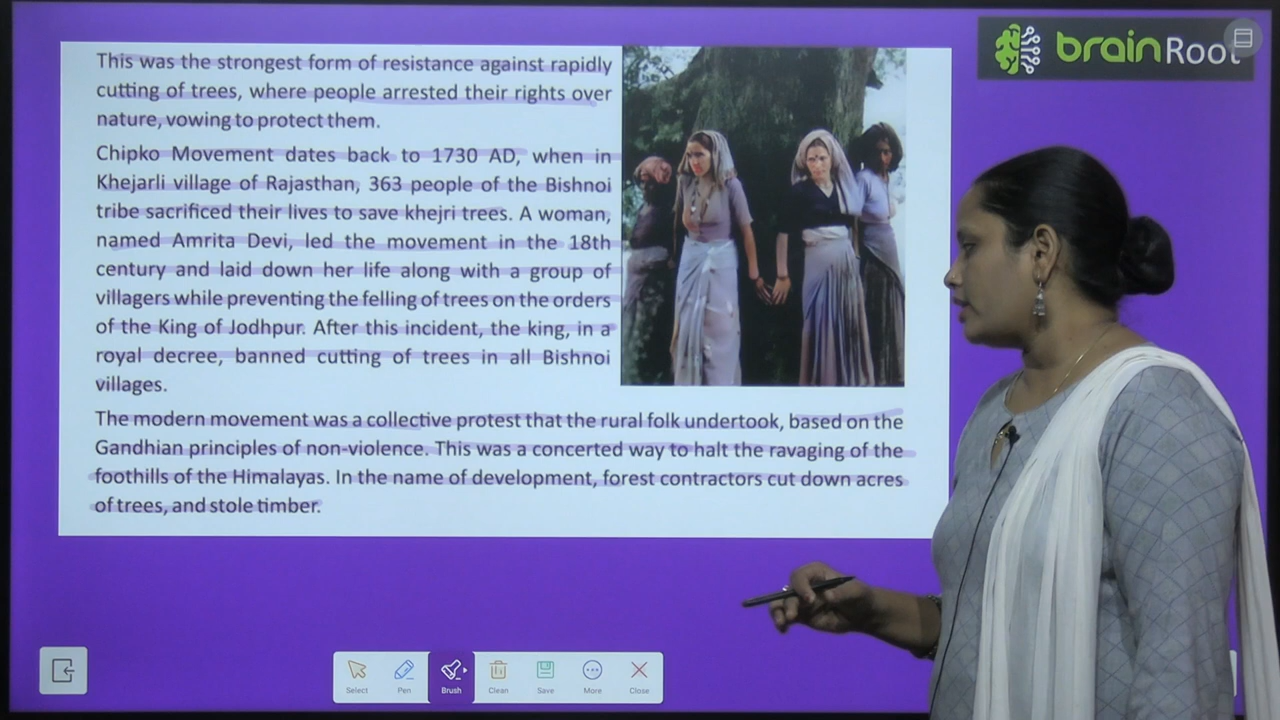 This was the strongest form of resistance against rapidly
cutting of trees, where people arrested their rights over
nature, vowing to protect them.
Chipko Movement dates back to 1730 AD, when in
Khejarli village of Rajasthan, 363 people of the Bishnoi
tribe sacrificed their lives to save khejri trees. A woman,
named Amrita Devi, led the movement in the 18th
century and laid down her life along with a group of
villagers while preventing the felling of trees on the orders
of the King of Jodhpur. After this incident, the king, in a
royal decree, banned cutting of trees in all Bishnoi
villages.
The modern movement was a collective protest that the rural folk undertook, based on the
Gandhian principles of non-violence. This was a concerted way to halt the ravaging of the
foothills of the Himalayas. In the name of development, forest contractors cut down acres
of trees, and stole timber.
brainRoot
Select Pen Brush Clean Save More Close